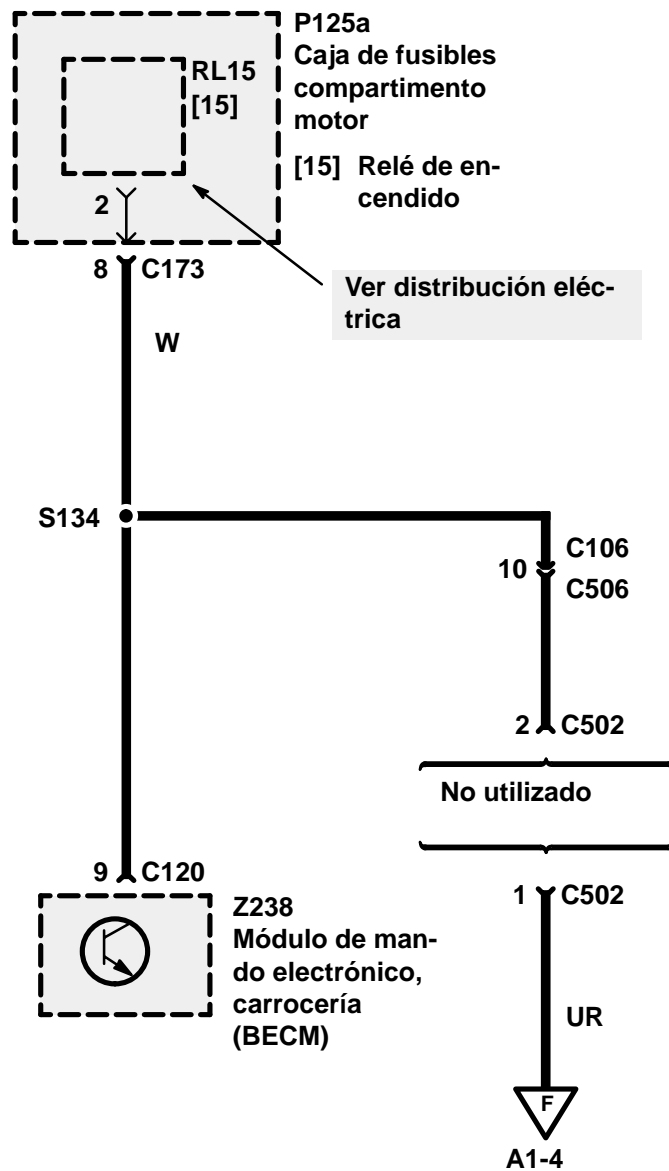 P125a
Caja de fusibles
compartimento
motor
RL15
[15]
[15] Relé de en-
cendido
2
8 C173
Ver distribución eléc-
trica
W
S134
C106
10
C506
2 C502
No utilizado
9 C120
1 C502
Z238
Módulo de man-
do electrónico,
carrocería
(BECM)
UR
F
A1-4